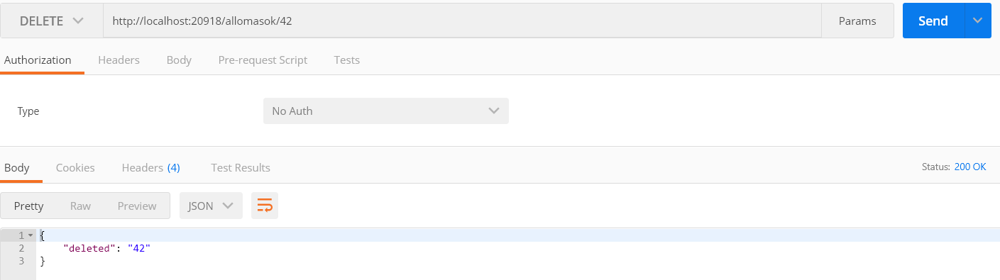 DELETE http://localhost:20918/allomasok/42 Params Send
Authorization Headers Body Pre-request Script Tests
Type No Auth
Body Cookies Headers (4) Test Results Status: 200 OK
Pretty Raw Preview JSON
1 {
2 "deleted": "42"
3 }